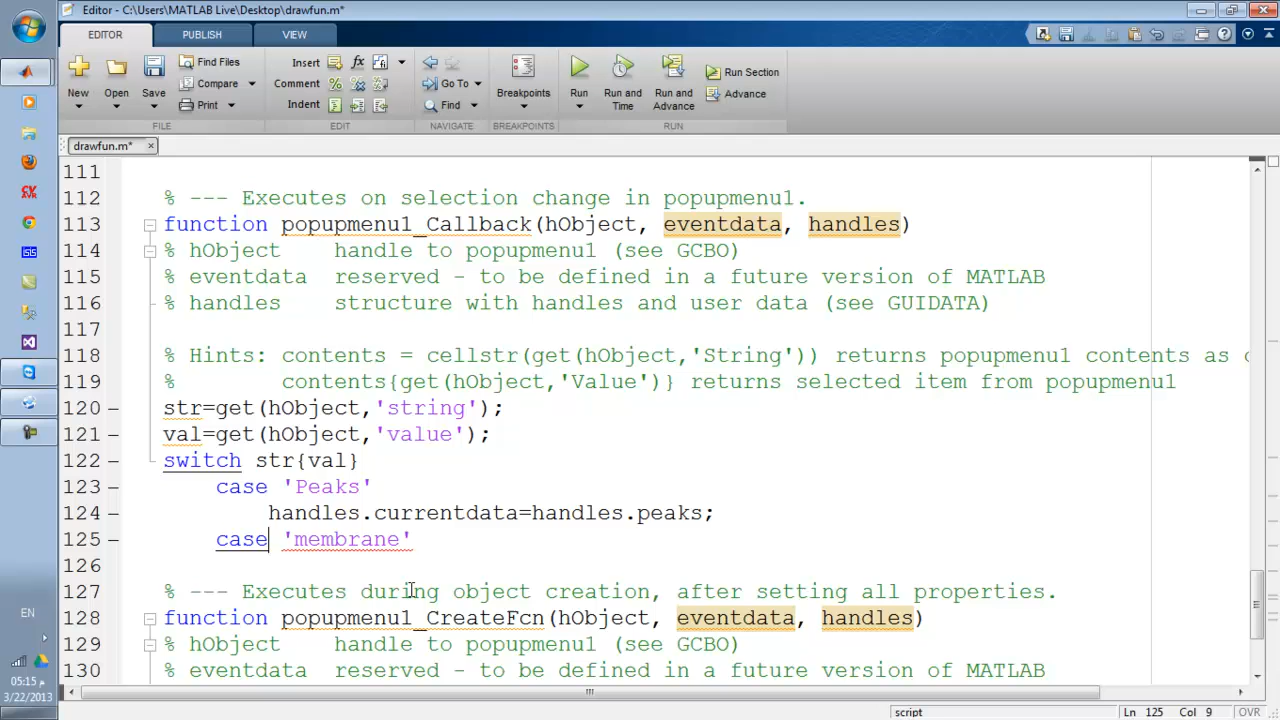 Editor - C:\Users\MATLAB Live\Desktop\drawfun.m*
EDITOR PUBLISH VIEW
New Open Save Find Files Compare Print
Insert Comment Indent fx
Go To Find
Breakpoints Run Run and Time Run and Advance Run Section Advance
FILE EDIT NAVIGATE BREAKPOINTS RUN
drawfun.m*
111
112 % --- Executes on selection change in popupmenu1.
113 function popupmenu1_Callback(hObject, eventdata, handles)
114 % hObject    handle to popupmenu1 (see GCBO)
115 % eventdata  reserved - to be defined in a future version of MATLAB
116 % handles    structure with handles and user data (see GUIDATA)
117
118 % Hints: contents = cellstr(get(hObject,'String')) returns popupmenu1 contents as
119 %        contents{get(hObject,'Value')} returns selected item from popupmenu1
120 – str=get(hObject,'string');
121 – val=get(hObject,'value');
122 – switch str{val}
123 –     case 'Peaks'
124 –         handles.currentdata=handles.peaks;
125 –     case 'membrane'
126
127 % --- Executes during object creation, after setting all properties.
128 function popupmenu1_CreateFcn(hObject, eventdata, handles)
129 % hObject    handle to popupmenu1 (see GCBO)
130 % eventdata  reserved - to be defined in a future version of MATLAB
CV AVR
ISIS
EN
05:15 م
3/22/2013
script Ln 125 Col 9 OVR